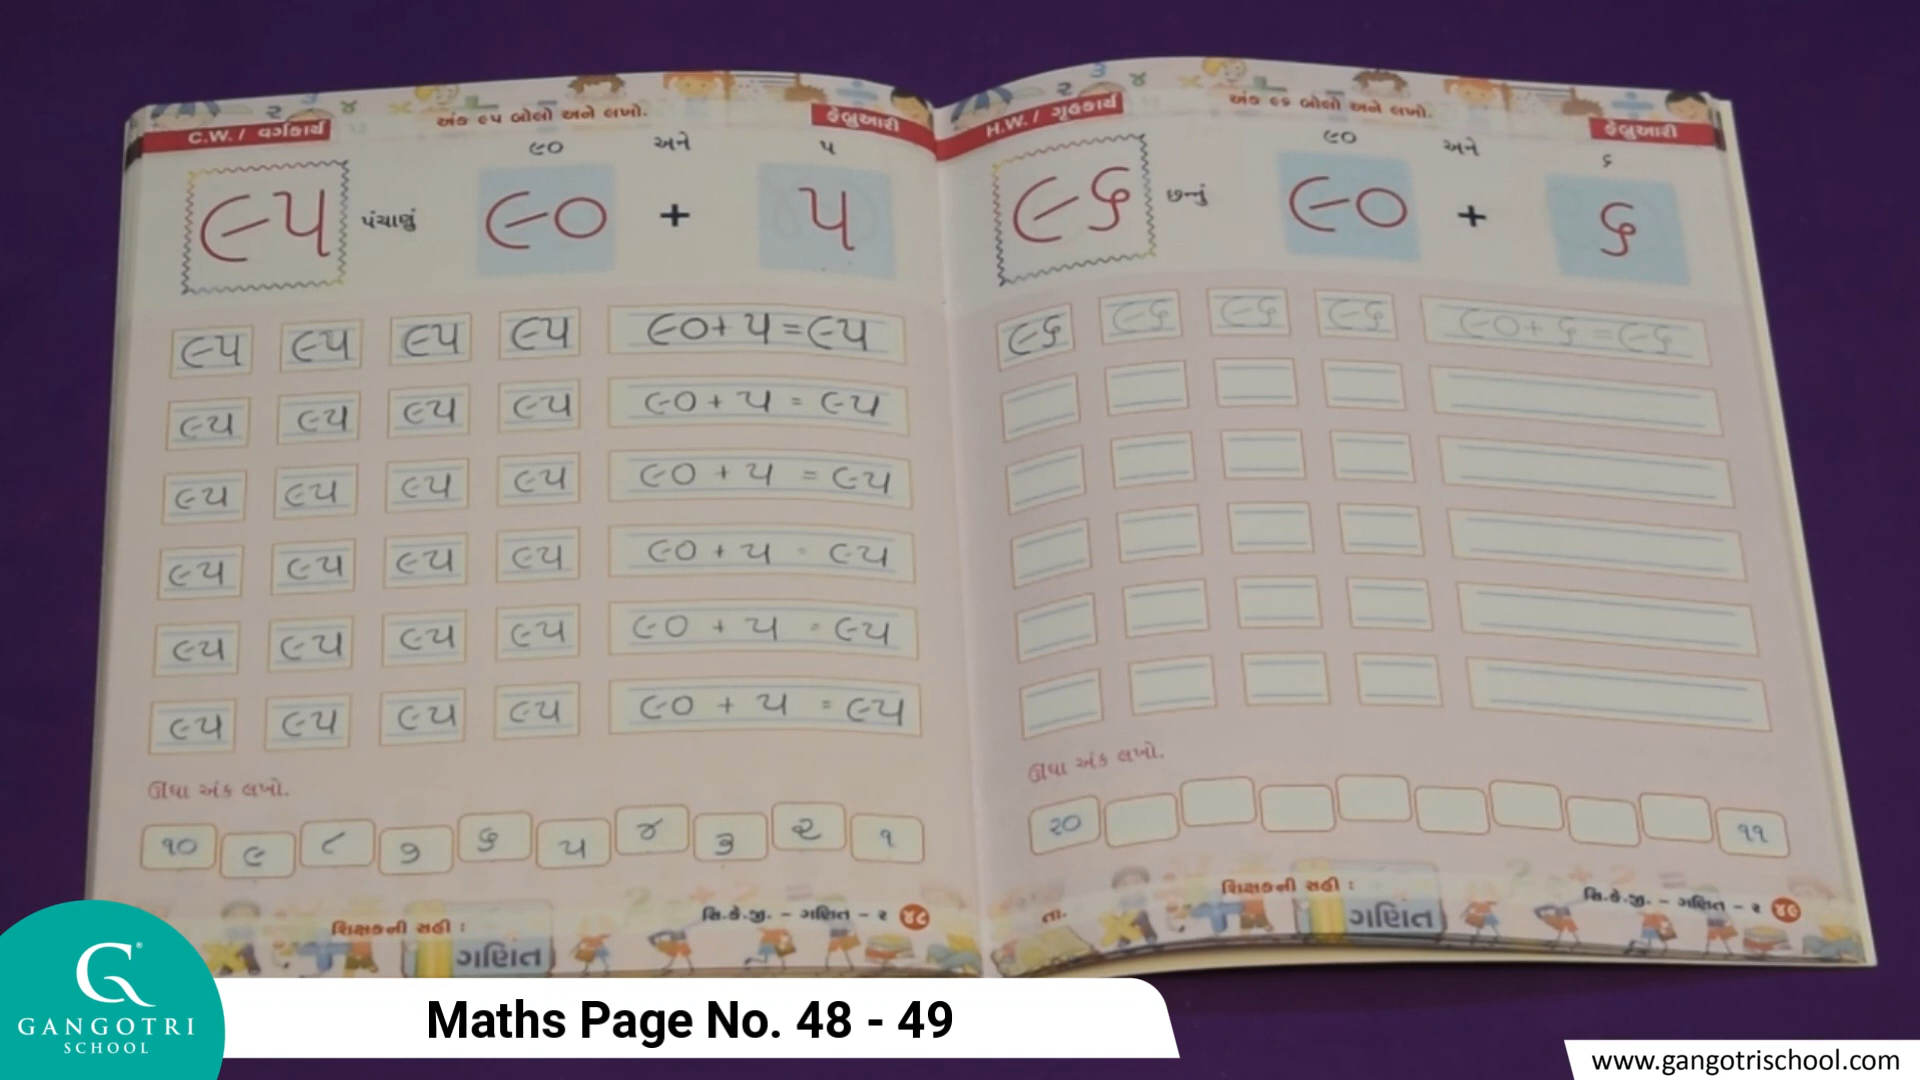 C.W. / વર્ગકાર્ય
અંક ૯૫ બોલો અને લખો.
ફેબ્રુઆરી
૯૦ અને ૫
૯૫ પંચાણું ૯૦ + ૫
૯૫ ૯૫ ૯૫ ૯૫ ૯૦+ ૫ = ૯૫
૯૫ ૯૫ ૯૫ ૯૫ ૯૦ + ૫ = ૯૫
૯૫ ૯૫ ૯૫ ૯૫ ૯૦ + ૫ = ૯૫
૯૫ ૯૫ ૯૫ ૯૫ ૯૦ + ૫ = ૯૫
૯૫ ૯૫ ૯૫ ૯૫ ૯૦ + ૫ = ૯૫
૯૫ ૯૫ ૯૫ ૯૫ ૯૦ + ૫ = ૯૫
ઊંધા અંક લખો.
૧૦ ૯ ૮ ૭ ૬ ૫ ૪ ૩ ૨ ૧
શિક્ષકની સહી :
ગણિત
સિ.કે.જી. - ગણિત - ૨ ૪૮
H.W. / ગૃહકાર્ય
અંક ૯૬ બોલો અને લખો.
ફેબ્રુઆરી
૯૦ અને ૬
૯૬ છન્નું ૯૦ + ૬
૯૬ ૯૬ ૯૬ ૯૬ ૯૦+ ૬ = ૯૬
ઊંધા અંક લખો.
૨૦ ૧૧
તા.
શિક્ષકની સહી :
ગણિત
સિ.કે.જી. - ગણિત - ૨ ૪૯
GANGOTRI
SCHOOL
Maths Page No. 48 - 49
www.gangotrischool.com